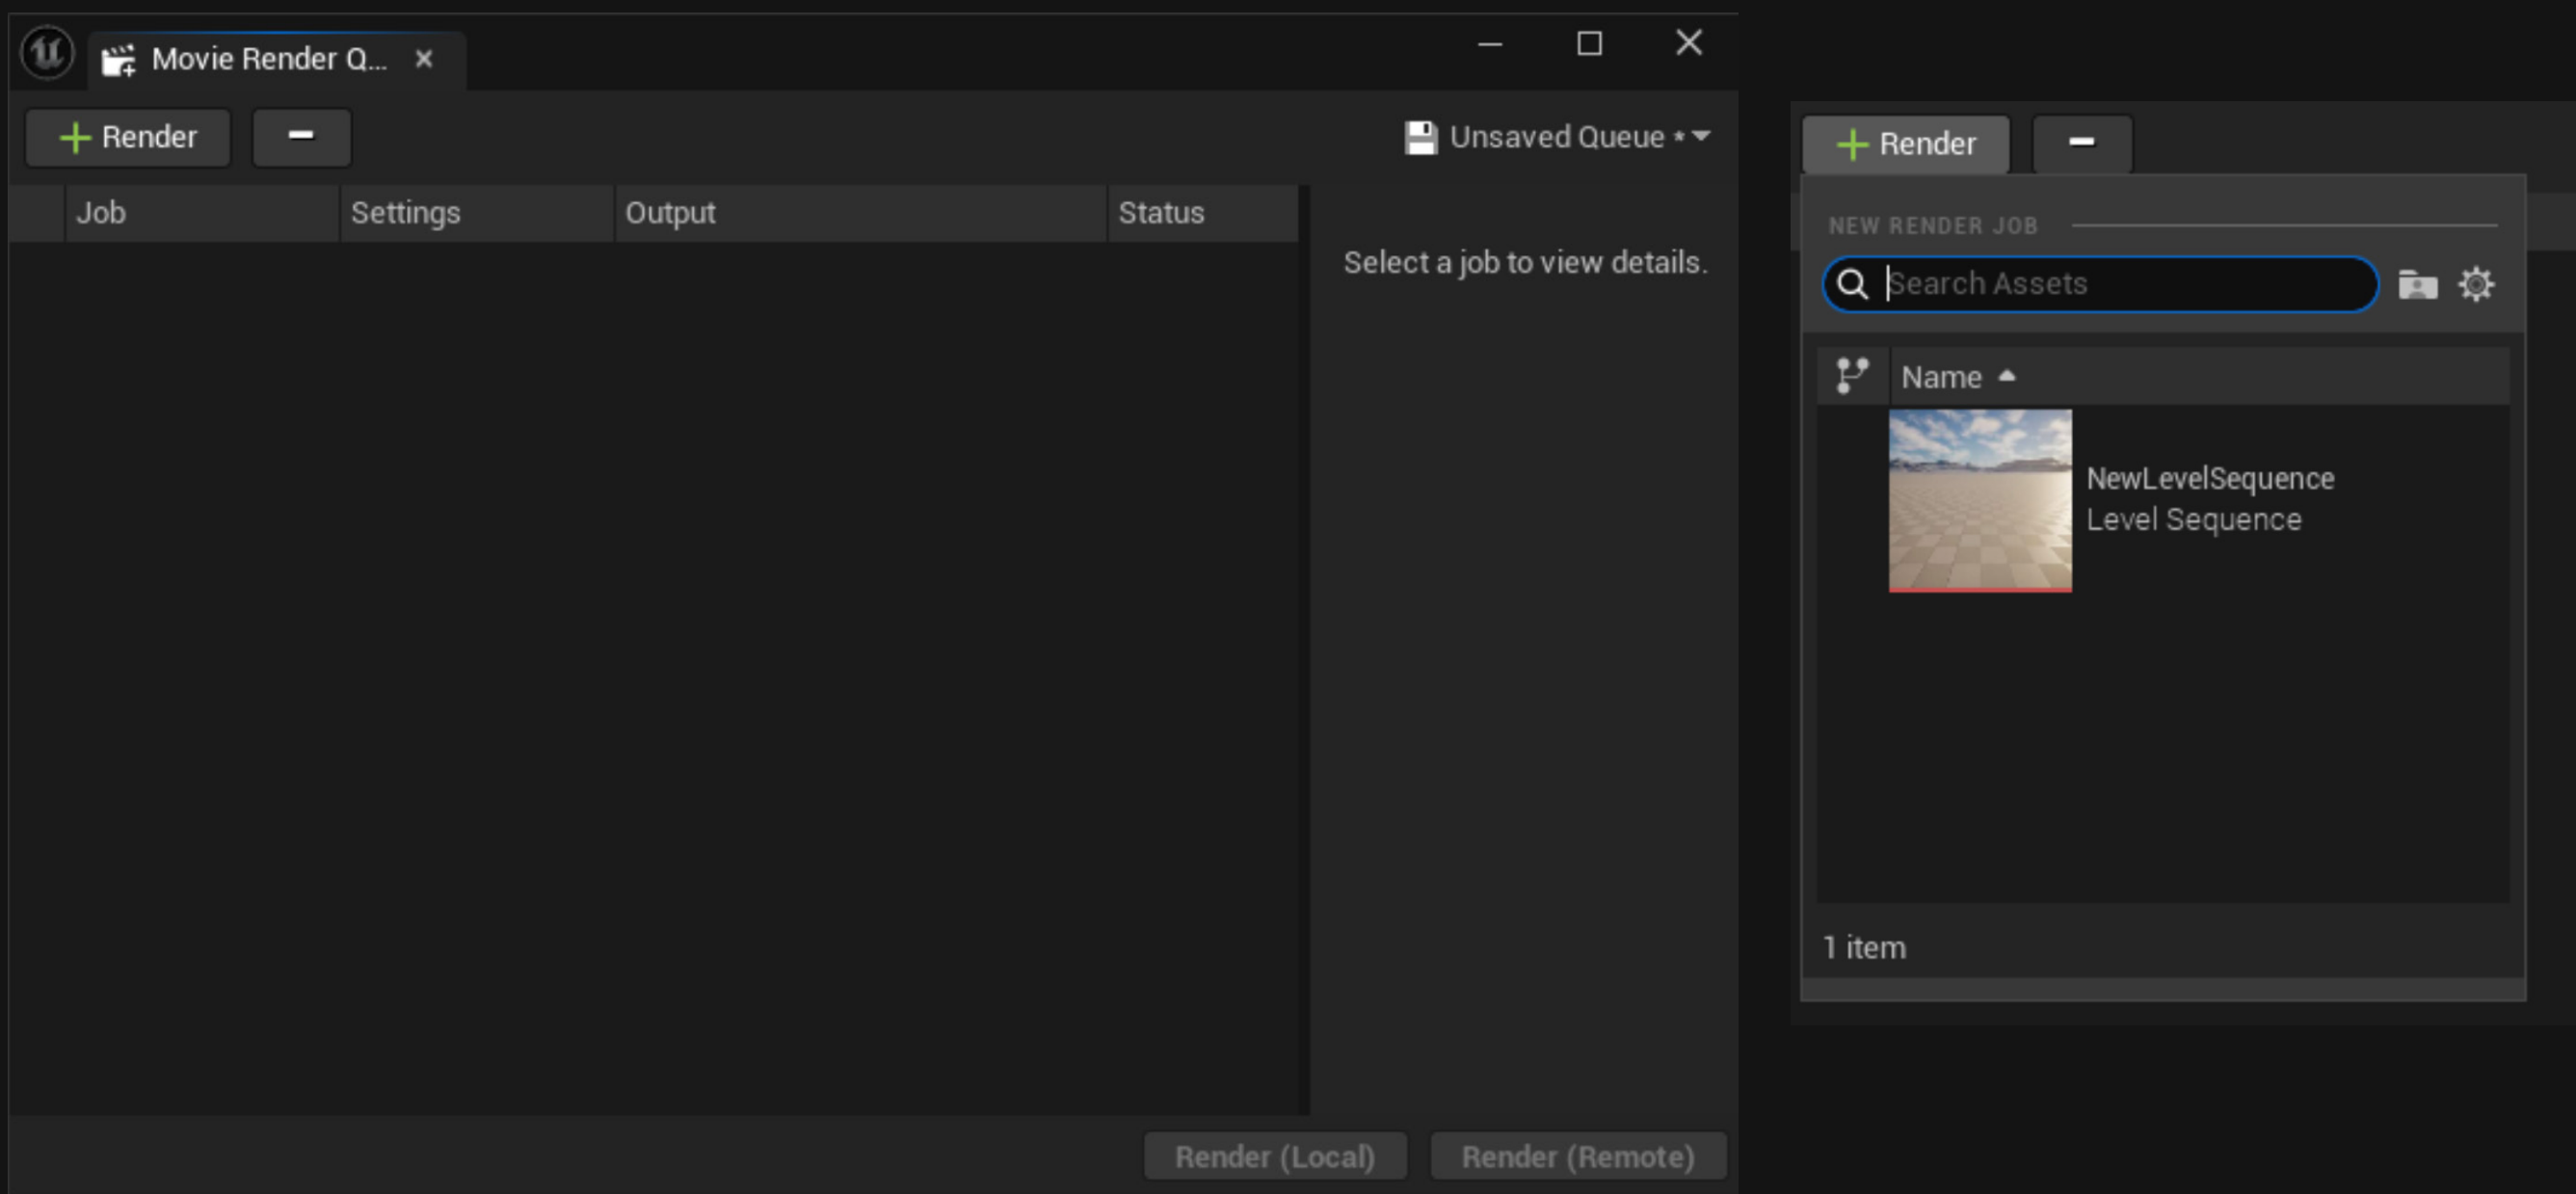 Movie Render Q...
Render
Unsaved Queue *
Job Settings Output Status
Select a job to view details.
Render (Local) Render (Remote)
Render
NEW RENDER JOB
Search Assets
Name
NewLevelSequence
Level Sequence
1 item